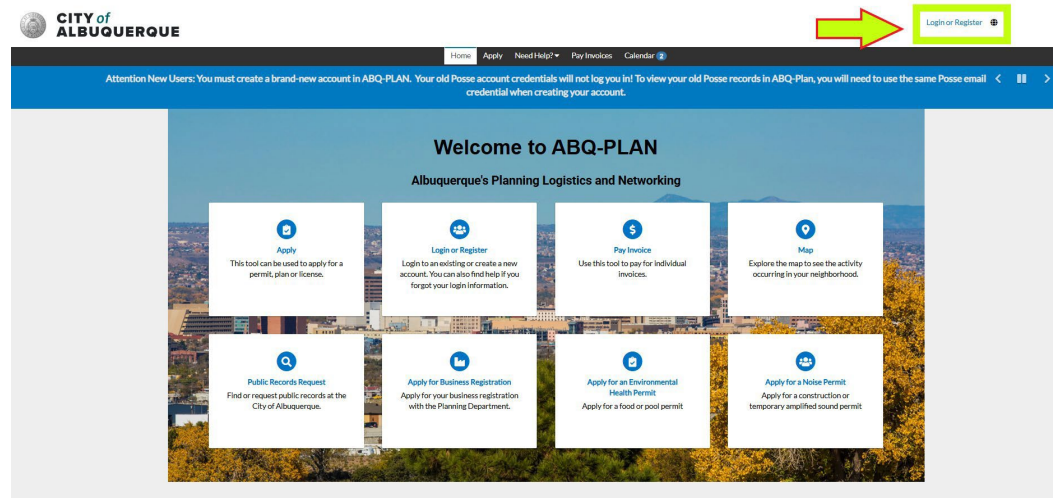 CITY of
ALBUQUERQUE
Login or Register
Home Apply Need Help? Pay Invoices Calendar 2
Attention New Users: You must create a brand-new account in ABQ-PLAN. Your old Posse account credentials will not log you in! To view your old Posse records in ABQ-Plan, you will need to use the same Posse email
credential when creating your account.
Welcome to ABQ-PLAN
Albuquerque's Planning Logistics and Networking
Apply
This tool can be used to apply for a
permit, plan or license.
Login or Register
Login to an existing or create a new
account. You can also find help if you
forgot your login information.
Pay Invoice
Use this tool to pay for individual
invoices.
Map
Explore the map to see the activity
occurring in your neighborhood.
Public Records Request
Find or request public records at the
City of Albuquerque.
Apply for Business Registration
Apply for your business registration
with the Planning Department.
Apply for an Environmental
Health Permit
Apply for a food or pool permit
Apply for a Noise Permit
Apply for a construction or
temporary amplified sound permit